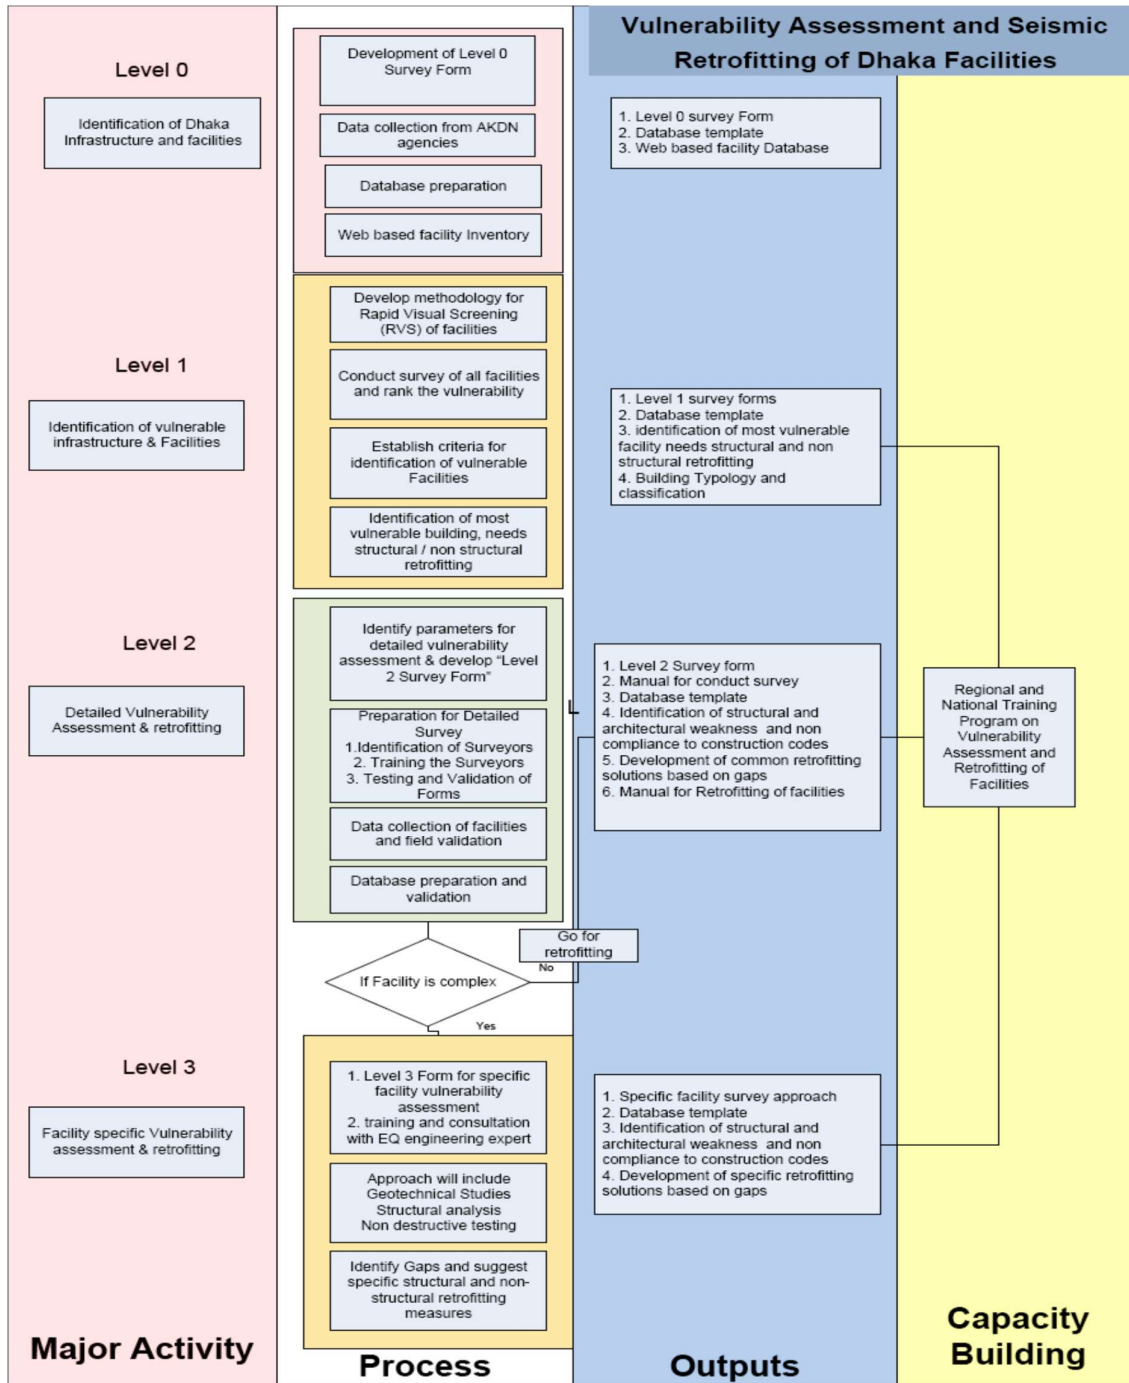 Vulnerability Assessment and Seismic
Retrofitting of Dhaka Facilities
Level 0
Identification of Dhaka
Infrastructure and facilities
Development of Level 0
Survey Form
Data collection from AKDN
agencies
Database preparation
Web based facility Inventory
1. Level 0 survey Form
2. Database template
3. Web based facility Database
Level 1
Identification of vulnerable
infrastructure & Facilities
Develop methodology for
Rapid Visual Screening
(RVS) of facilities
Conduct survey of all facilities
and rank the vulnerability
Establish criteria for
identification of vulnerable
Facilities
Identification of most
vulnerable building, needs
structural / non structural
retrofitting
1. Level 1 survey forms
2. Database template
3. identification of most vulnerable
facility needs structural and non
structural retrofitting
4. Building Typology and
classification
Level 2
Detailed Vulnerability
Assessment & retrofitting
Identify parameters for
detailed vulnerability
assessment & develop “Level
2 Survey Form”
Preparation for Detailed
Survey
1.Identification of Surveyors
2. Training the Surveyors
3. Testing and Validation of
Forms
Data collection of facilities
and field validation
Database preparation and
validation
1. Level 2 Survey form
2. Manual for conduct survey
3. Database template
4. Identification of structural and
architectural weakness and non
compliance to construction codes
5. Development of common retrofitting
solutions based on gaps
6. Manual for Retrofitting of facilities
Regional and
National Training
Program on
Vulnerability
Assessment and
Retrofitting of
Facilities
Go for
retrofitting
If Facility is complex
No
Yes
Level 3
Facility specific Vulnerability
assessment & retrofitting
1. Level 3 Form for specific
facility vulnerability
assessment
2. training and consultation
with EQ engineering expert
Approach will include
Geotechnical Studies
Structural analysis
Non destructive testing
Identify Gaps and suggest
specific structural and non-
structural retrofitting
measures
1. Specific facility survey approach
2. Database template
3. Identification of structural and
architectural weakness and non
compliance to construction codes
4. Development of specific retrofitting
solutions based on gaps
Major Activity
Process
Outputs
Capacity
Building